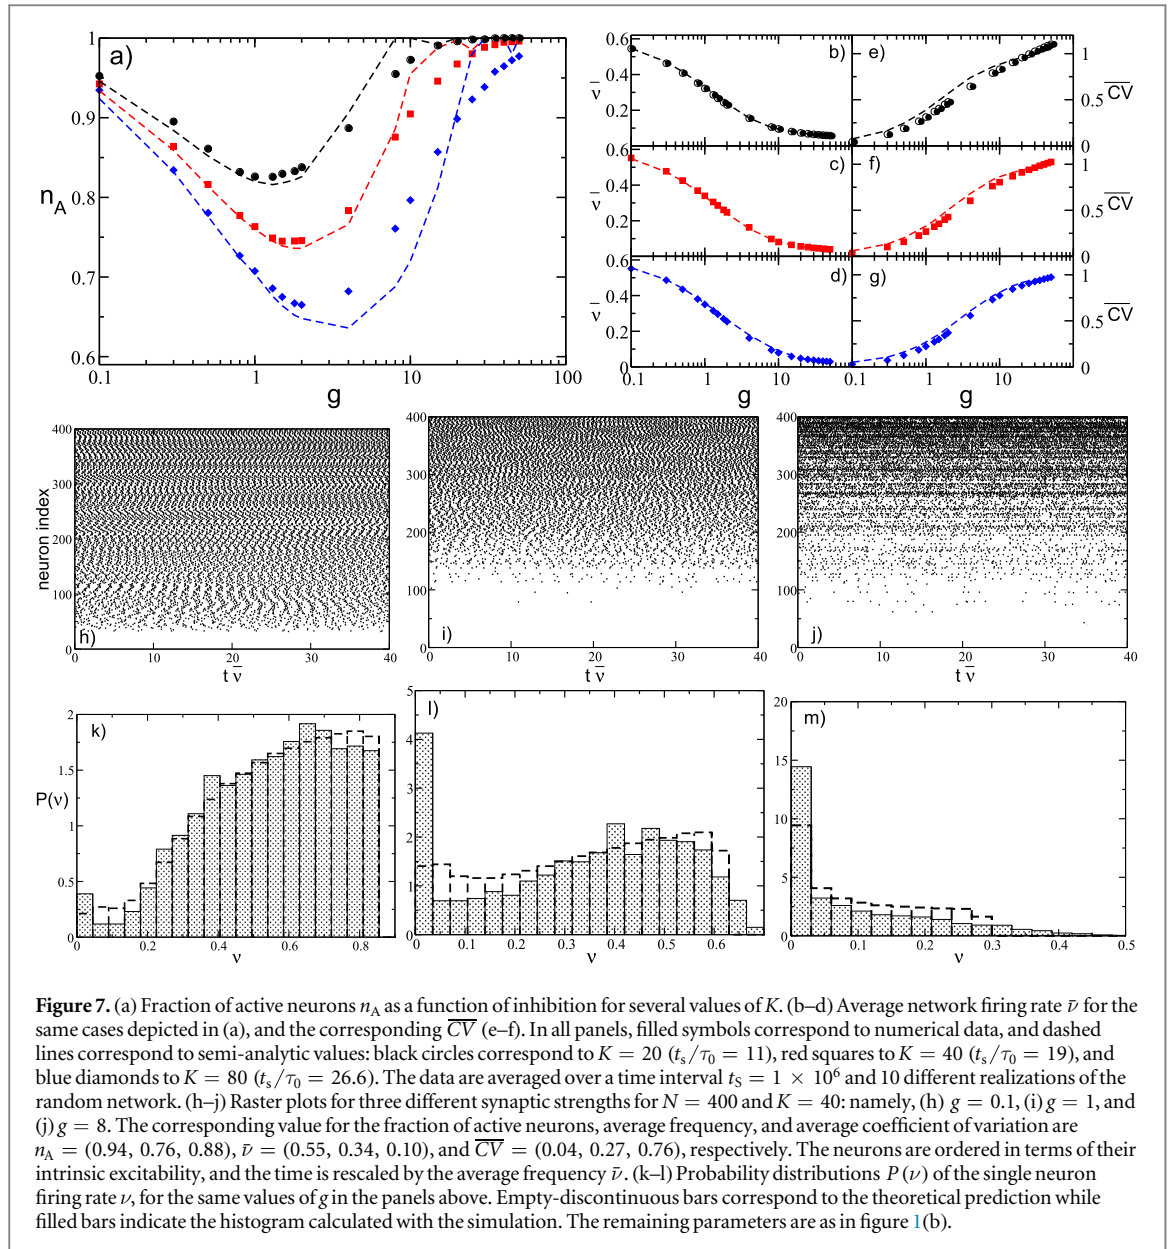 a)
1
0.9
0.8
0.7
0.6
n_A
0.1
1
10
100
g
b)
0.6
0.4
0.2
ν̄
e)
1
0.5
0
CV
c)
0.6
0.4
0.2
ν̄
f)
1
0.5
0
CV
d)
0.6
0.4
0.2
0
ν̄
g)
1
0.5
0
CV
0.1
1
10
0.1
1
10
g
g
400
300
200
100
0
neuron index
h)
0
10
20
30
40
t ν̄
400
300
200
100
0
i)
0
10
20
30
40
t ν̄
400
300
200
100
0
j)
0
10
20
30
40
t ν̄
k)
2
1.5
1
0.5
0
P(ν)
0
0.2
0.4
0.6
0.8
ν
l)
5
4
3
2
1
0
0
0.1
0.2
0.3
0.4
0.5
0.6
ν
m)
20
15
10
5
0
0
0.1
0.2
0.3
0.4
0.5
ν
Figure 7. (a) Fraction of active neurons n_A as a function of inhibition for several values of K. (b–d) Average network firing rate ν̄ for the
same cases depicted in (a), and the corresponding C̅V̅ (e–f). In all panels, filled symbols correspond to numerical data, and dashed
lines correspond to semi-analytic values: black circles correspond to K = 20 (t_s/τ_0 = 11), red squares to K = 40 (t_s/τ_0 = 19), and
blue diamonds to K = 80 (t_s/τ_0 = 26.6). The data are averaged over a time interval t_S = 1 × 10^6 and 10 different realizations of the
random network. (h–j) Raster plots for three different synaptic strengths for N = 400 and K = 40: namely, (h) g = 0.1, (i) g = 1, and
(j) g = 8. The corresponding value for the fraction of active neurons, average frequency, and average coefficient of variation are
n_A = (0.94, 0.76, 0.88), ν̄ = (0.55, 0.34, 0.10), and C̅V̅ = (0.04, 0.27, 0.76), respectively. The neurons are ordered in terms of their
intrinsic excitability, and the time is rescaled by the average frequency ν̄. (k–l) Probability distributions P(ν) of the single neuron
firing rate ν, for the same values of g in the panels above. Empty-discontinuous bars correspond to the theoretical prediction while
filled bars indicate the histogram calculated with the simulation. The remaining parameters are as in figure 1(b).